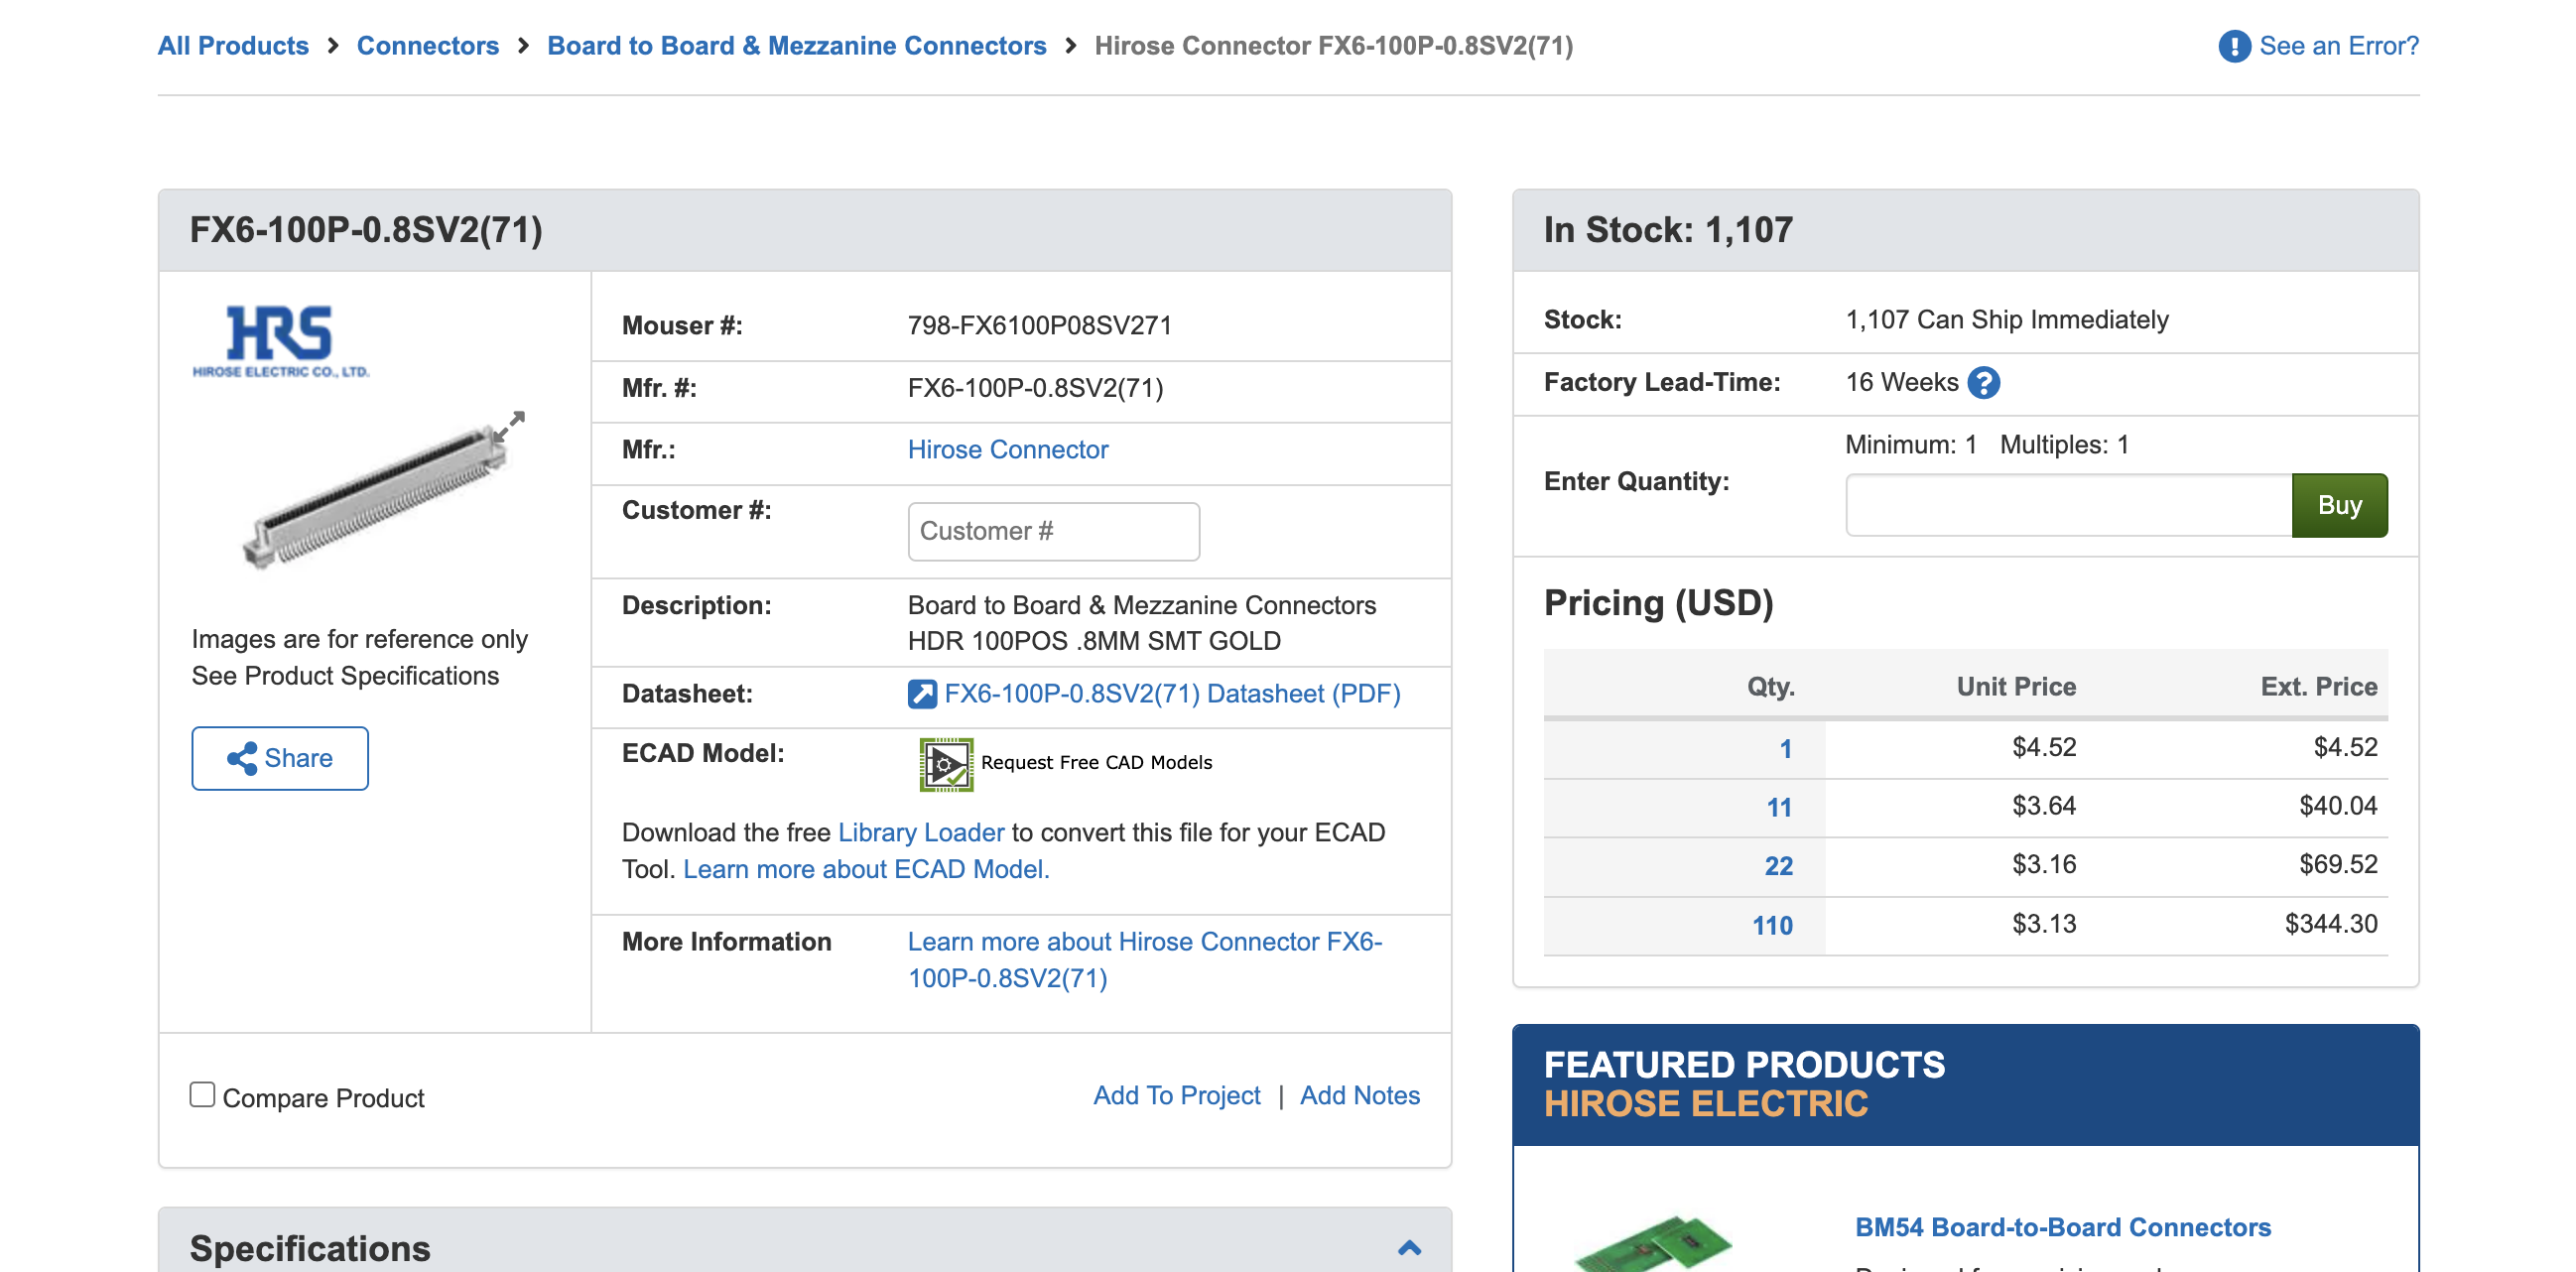 All Products > Connectors > Board to Board & Mezzanine Connectors > Hirose Connector FX6-100P-0.8SV2(71)
! See an Error?
FX6-100P-0.8SV2(71)
HRS
HIROSE ELECTRIC CO., LTD.
Images are for reference only
See Product Specifications
Share
Mouser #: 798-FX6100P08SV271
Mfr. #: FX6-100P-0.8SV2(71)
Mfr.: Hirose Connector
Customer #: Customer #
Description: Board to Board & Mezzanine Connectors
HDR 100POS .8MM SMT GOLD
Datasheet: FX6-100P-0.8SV2(71) Datasheet (PDF)
ECAD Model: Request Free CAD Models
Download the free Library Loader to convert this file for your ECAD
Tool. Learn more about ECAD Model.
More Information Learn more about Hirose Connector FX6-
100P-0.8SV2(71)
Compare Product
Add To Project | Add Notes
Specifications
In Stock: 1,107
Stock: 1,107 Can Ship Immediately
Factory Lead-Time: 16 Weeks ?
Minimum: 1 Multiples: 1
Enter Quantity: Buy
Pricing (USD)
Qty. Unit Price Ext. Price
1 $4.52 $4.52
11 $3.64 $40.04
22 $3.16 $69.52
110 $3.13 $344.30
FEATURED PRODUCTS
HIROSE ELECTRIC
BM54 Board-to-Board Connectors